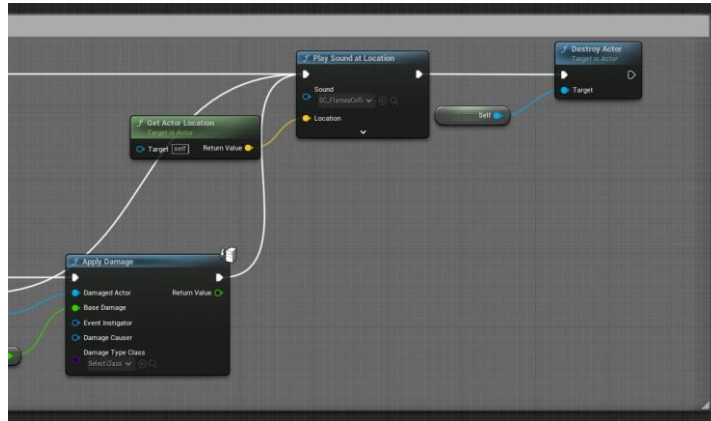 Play Sound at Location
Sound
SC_FlamesColli
Location
Destroy Actor
Target is Actor
Target
Self
Get Actor Location
Target is Actor
Target self Return Value
Apply Damage
Damaged Actor Return Value
Base Damage
Event Instigator
Damage Causer
Damage Type Class
Select Class